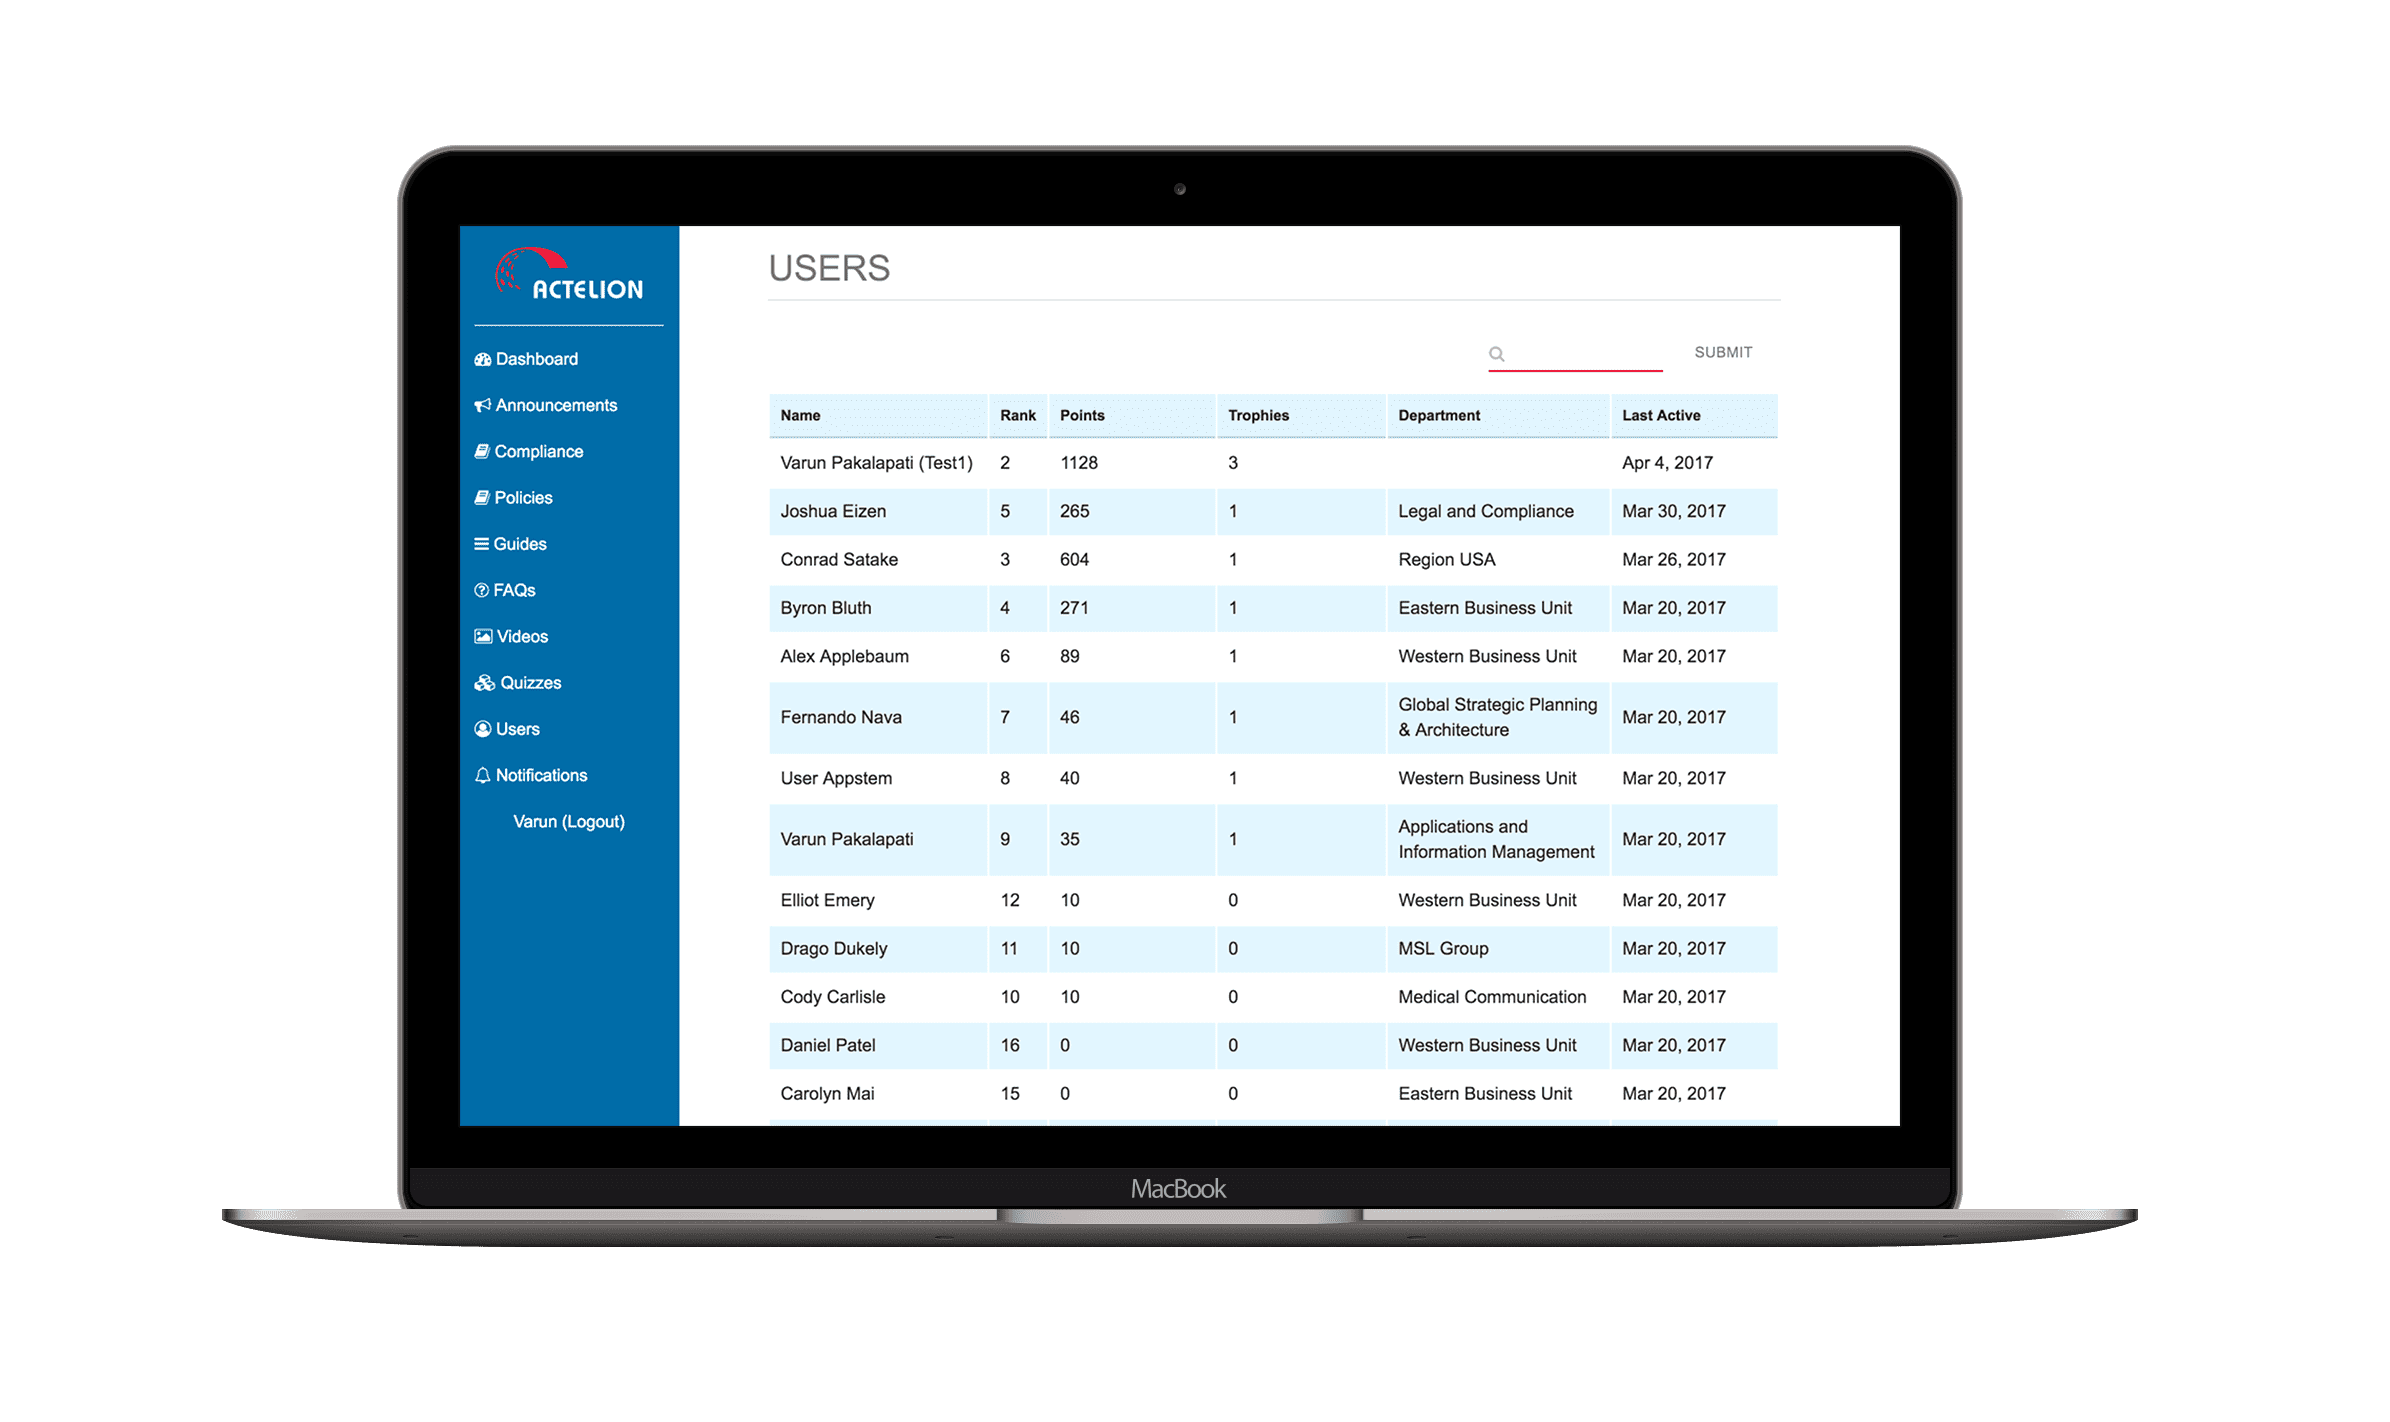 ACTELION
Dashboard
Announcements
Compliance
Policies
Guides
FAQs
Videos
Quizzes
Users
Notifications
Varun (Logout)
USERS
SUBMIT
Name Rank Points Trophies Department Last Active
Varun Pakalapati (Test1) 2 1128 3 Apr 4, 2017
Joshua Eizen 5 265 1 Legal and Compliance Mar 30, 2017
Conrad Satake 3 604 1 Region USA Mar 26, 2017
Byron Bluth 4 271 1 Eastern Business Unit Mar 20, 2017
Alex Applebaum 6 89 1 Western Business Unit Mar 20, 2017
Fernando Nava 7 46 1 Global Strategic Planning
& Architecture Mar 20, 2017
User Appstem 8 40 1 Western Business Unit Mar 20, 2017
Varun Pakalapati 9 35 1 Applications and
Information Management Mar 20, 2017
Elliot Emery 12 10 0 Western Business Unit Mar 20, 2017
Drago Dukely 11 10 0 MSL Group Mar 20, 2017
Cody Carlisle 10 10 0 Medical Communication Mar 20, 2017
Daniel Patel 16 0 0 Western Business Unit Mar 20, 2017
Carolyn Mai 15 0 0 Eastern Business Unit Mar 20, 2017
MacBook